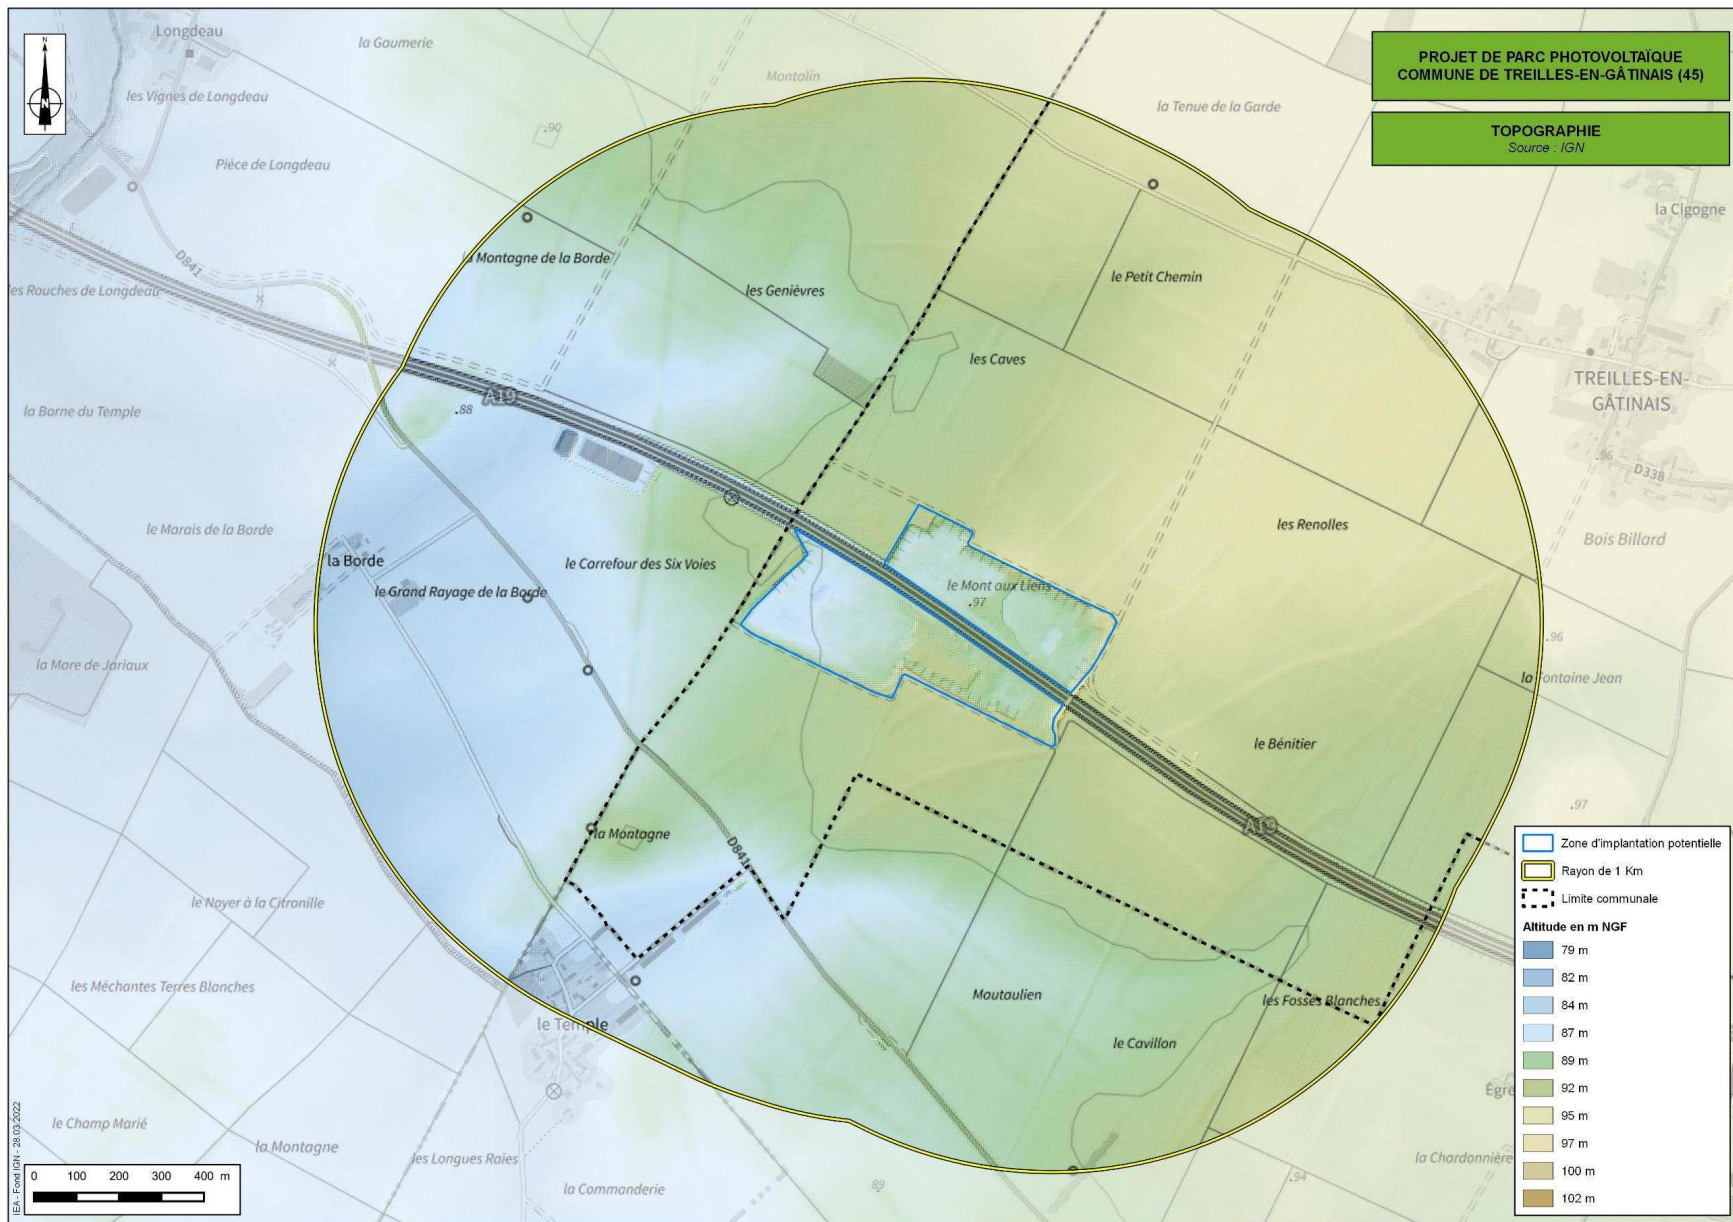 Longdeau
la Goumerie
N
N
PROJET DE PARC PHOTOVOLTAÏQUE
COMMUNE DE TREILLES-EN-GÂTINAIS (45)
Montalin
les Vignes de Longdeau
la Tenue de la Garde
.90
TOPOGRAPHIE
Source : IGN
Pièce de Longdeau
la Cigogne
D841
la Montagne de la Borde
les Genièvres
le Petit Chemin
les Rouches de Longdeau
les Caves
TREILLES-EN-
GÂTINAIS
A19
.88
la Borne du Temple
.96
D338
le Marais de la Borde
les Renolles
Bois Billard
la Borde
le Carrefour des Six Voies
le Mont aux Liens
.97
le Grand Rayage de la Borde
.96
la Mare de Jariaux
la Fontaine Jean
le Bénitier
.97
A19
la Montagne
D841
Zone d'implantation potentielle
Rayon de 1 Km
Limite communale
le Noyer à la Citronille
Altitude en m NGF
79 m
82 m
84 m
87 m
89 m
92 m
95 m
97 m
100 m
102 m
les Méchantes Terres Blanches
Moutaulien
les Fosses Blanches
le Temple
le Cavillon
Egre
le Champ Marié
la Montagne
les Longues Raies
la Chardonnière
.94
la Commanderie
89
0 100 200 300 400 m
IEA - Fond IGN - 28.03.2022